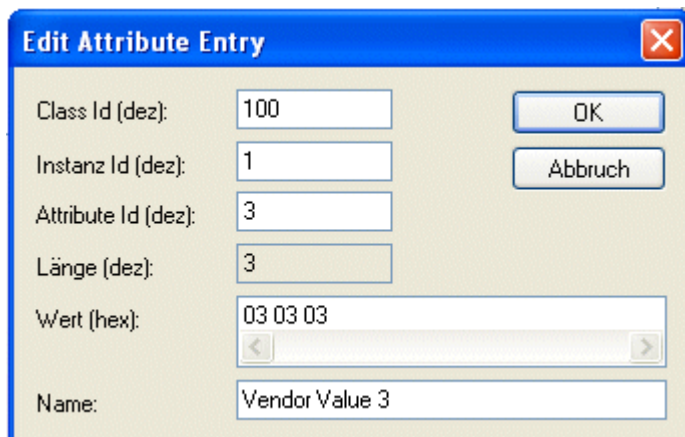 Edit Attribute Entry
Class Id (dez): 100 OK
Instanz Id (dez): 1 Abbruch
Attribute Id (dez): 3
Länge (dez): 3
Wert (hex): 03 03 03
Name: Vendor Value 3